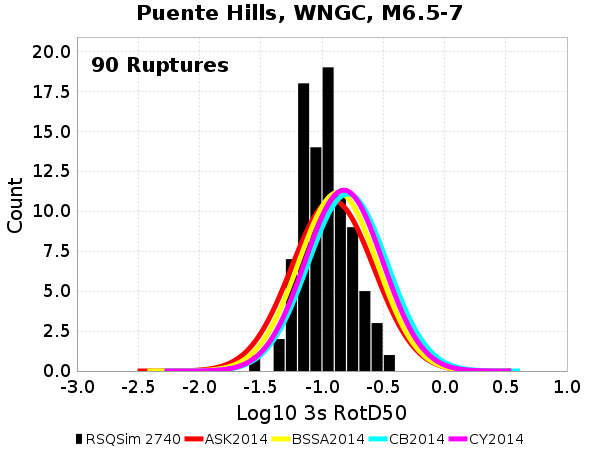 Puente Hills, WNGC, M6.5-7
90 Ruptures
20.0
17.5
15.0
12.5
10.0
7.5
5.0
2.5
0.0
Count
-3.0 -2.5 -2.0 -1.5 -1.0 -0.5 0.0 0.5 1.0
Log10 3s RotD50
RSQSim 2740 ASK2014 BSSA2014 CB2014 CY2014